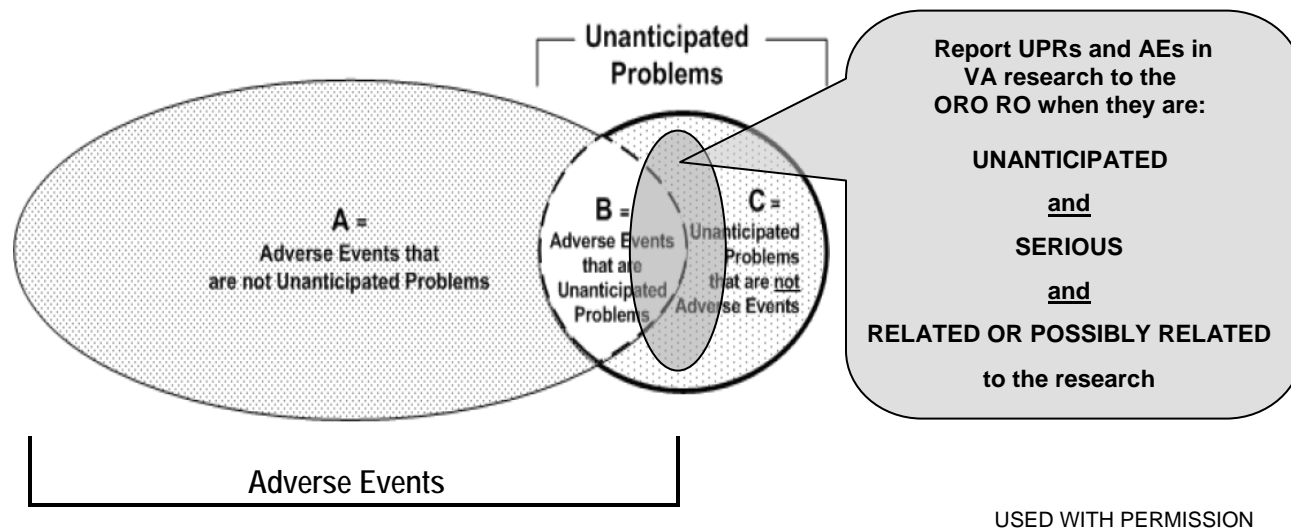 Unanticipated
Problems
A =
Adverse Events that
are not Unanticipated Problems
B =
Adverse Events
that are
Unanticipated
Problems
C =
Unanticipated
Problems
that are not
Adverse Events
Report UPRs and AEs in
VA research to the
ORO RO when they are:
UNANTICIPATED
and
SERIOUS
and
RELATED OR POSSIBLY RELATED
to the research
Adverse Events
USED WITH PERMISSION